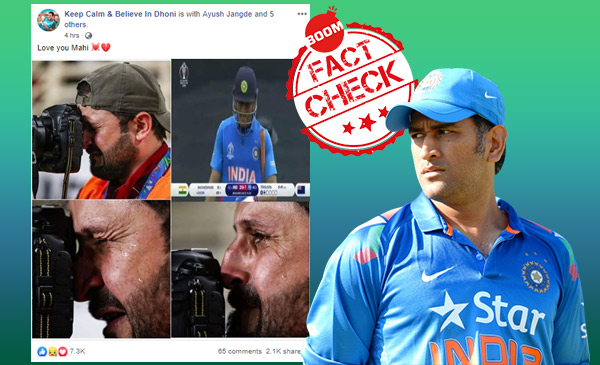 Keep Calm & Believe In Dhoni is with Ayush Jangde and 5
others.
4 hrs ·
Love you Mahi
INDIA
7.3K
65 comments 2.1K share
BOOM
FACT
CHECK
Star
INDIA